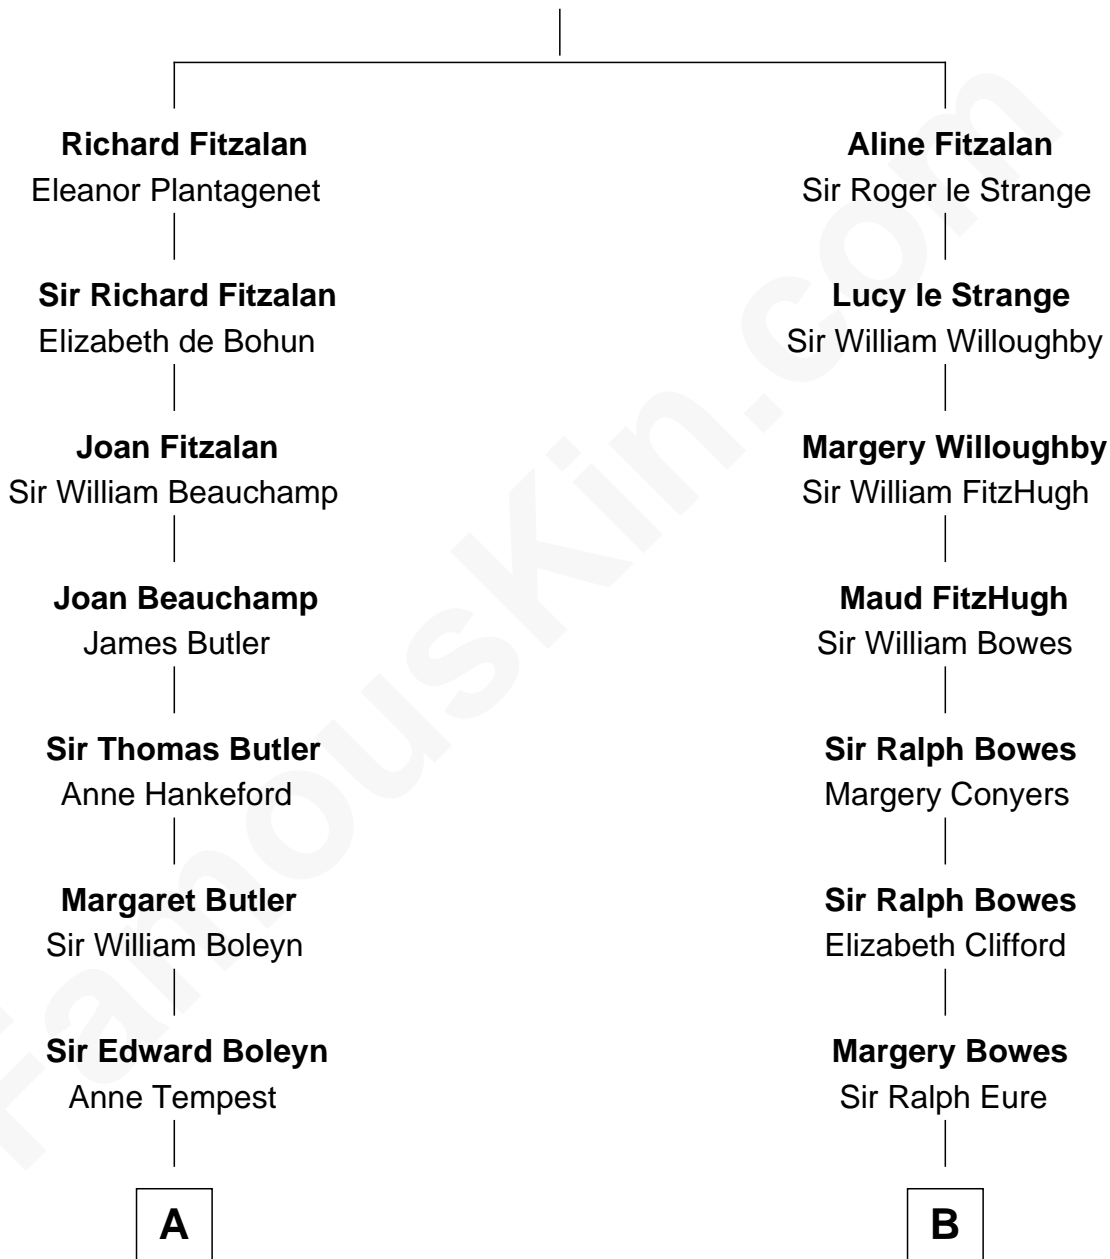 Richard Fitzalan
Eleanor Plantagenet
Aline Fitzalan
Sir Roger le Strange
Sir Richard Fitzalan
Elizabeth de Bohun
Lucy le Strange
Sir William Willoughby
Joan Fitzalan
Sir William Beauchamp
Margery Willoughby
Sir William FitzHugh
Joan Beauchamp
James Butler
Maud FitzHugh
Sir William Bowes
Sir Thomas Butler
Anne Hankeford
Sir Ralph Bowes
Margery Conyers
Margaret Butler
Sir William Boleyn
Sir Ralph Bowes
Elizabeth Clifford
Sir Edward Boleyn
Anne Tempest
Margery Bowes
Sir Ralph Eure
A
B
FamousKin.com